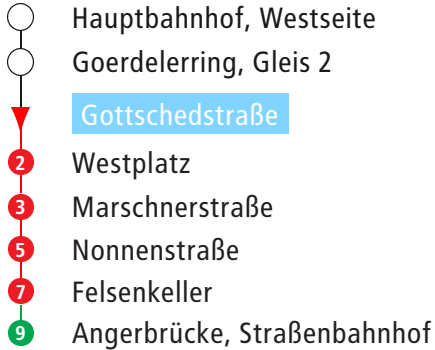 Hauptbahnhof, Westseite
Goerdelerring, Gleis 2
Gottschedstraße
2 Westplatz
3 Marschnerstraße
5 Nonnenstraße
7 Felsenkeller
9 Angerbrücke, Straßenbahnhof